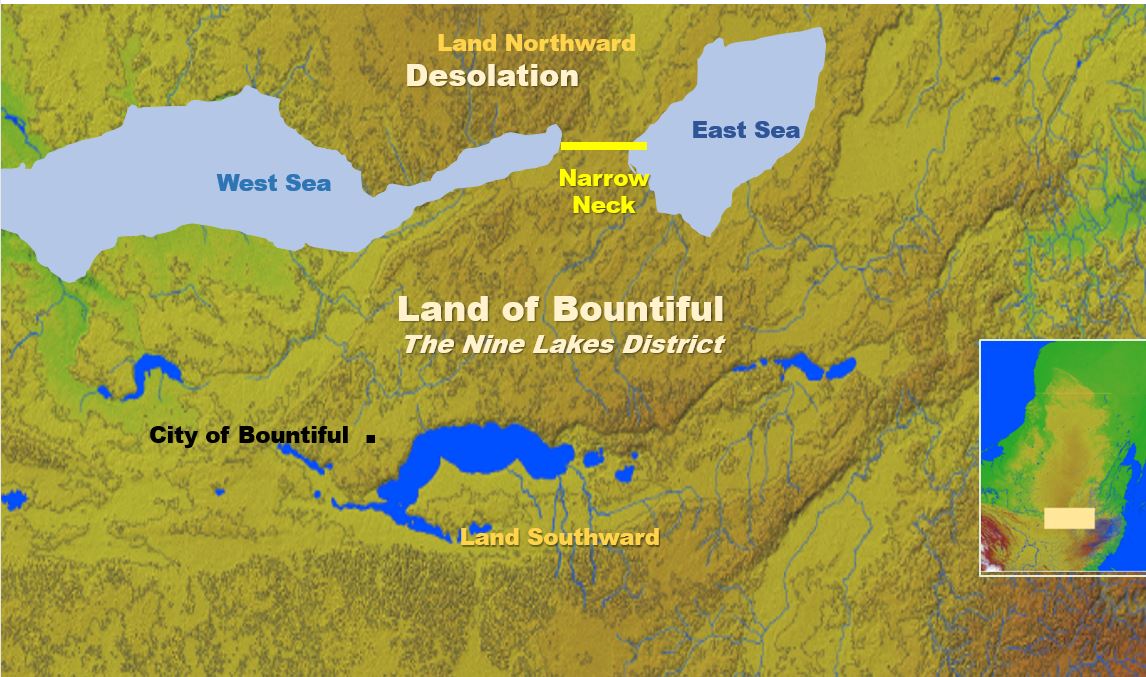 Land Northward
Desolation
East Sea
West Sea
Narrow
Neck
Land of Bountiful
The Nine Lakes District
City of Bountiful
Land Southward